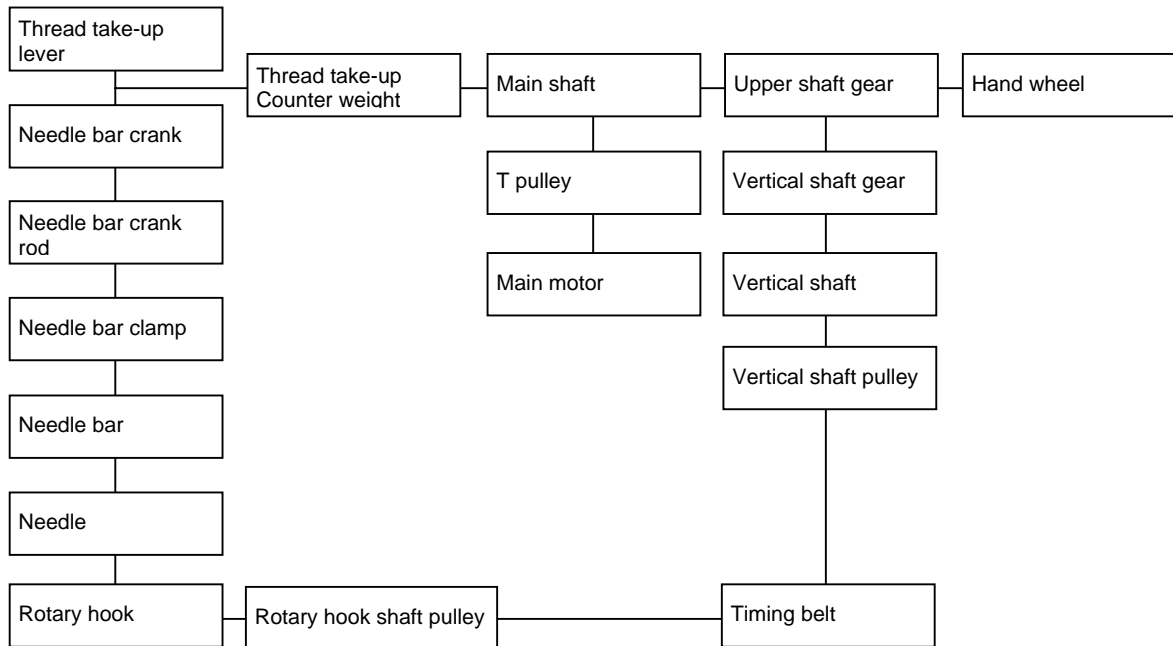 Thread take-up
lever
Thread take-up
Counter weight
Main shaft
Upper shaft gear
Hand wheel
Needle bar crank
T pulley
Vertical shaft gear
Needle bar crank
rod
Main motor
Vertical shaft
Needle bar clamp
Vertical shaft pulley
Needle bar
Needle
Rotary hook
Rotary hook shaft pulley
Timing belt